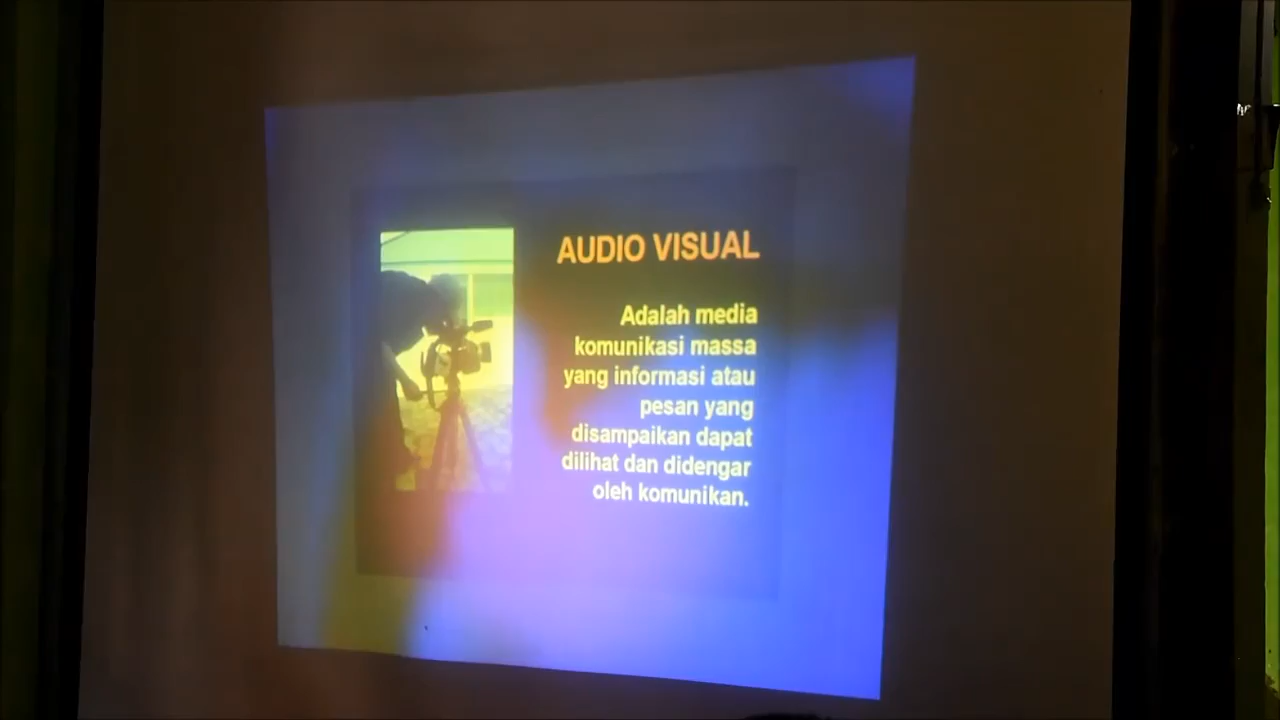 AUDIO VISUAL
Adalah media
komunikasi massa
yang informasi atau
pesan yang
disampaikan dapat
dilihat dan didengar
oleh komunikan.